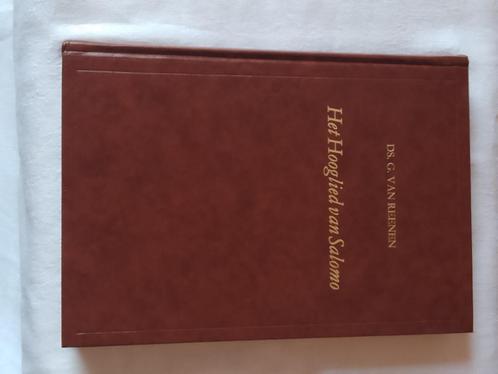 DS. G. VAN REENEN
Het Hooglied van Salomo